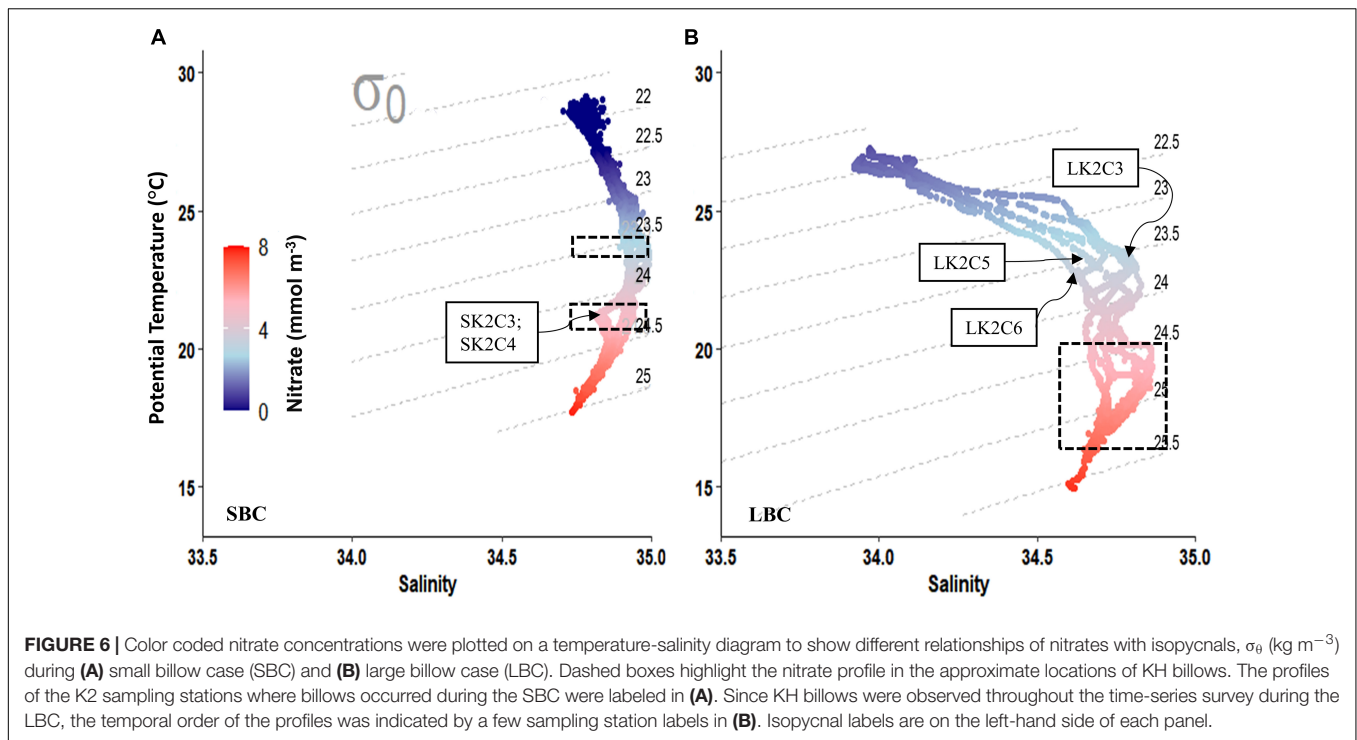 A
B
30
25
20
15
Potential Temperature (°C)
σ0
22
22.5
23
23.5
24
24.5
25
8
4
0
Nitrate (mmol m⁻³)
SK2C3;
SK2C4
SBC
33.5
34.0
34.5
35.0
Salinity
30
25
20
15
22.5
23
23.5
24
24.5
25
25.5
LK2C3
LK2C5
LK2C6
LBC
33.5
34.0
34.5
35.0
Salinity
FIGURE 6 | Color coded nitrate concentrations were plotted on a temperature-salinity diagram to show different relationships of nitrates with isopycnals, σθ (kg m⁻³)
during (A) small billow case (SBC) and (B) large billow case (LBC). Dashed boxes highlight the nitrate profile in the approximate locations of KH billows. The profiles
of the K2 sampling stations where billows occurred during the SBC were labeled in (A). Since KH billows were observed throughout the time-series survey during the
LBC, the temporal order of the profiles was indicated by a few sampling station labels in (B). Isopycnal labels are on the left-hand side of each panel.